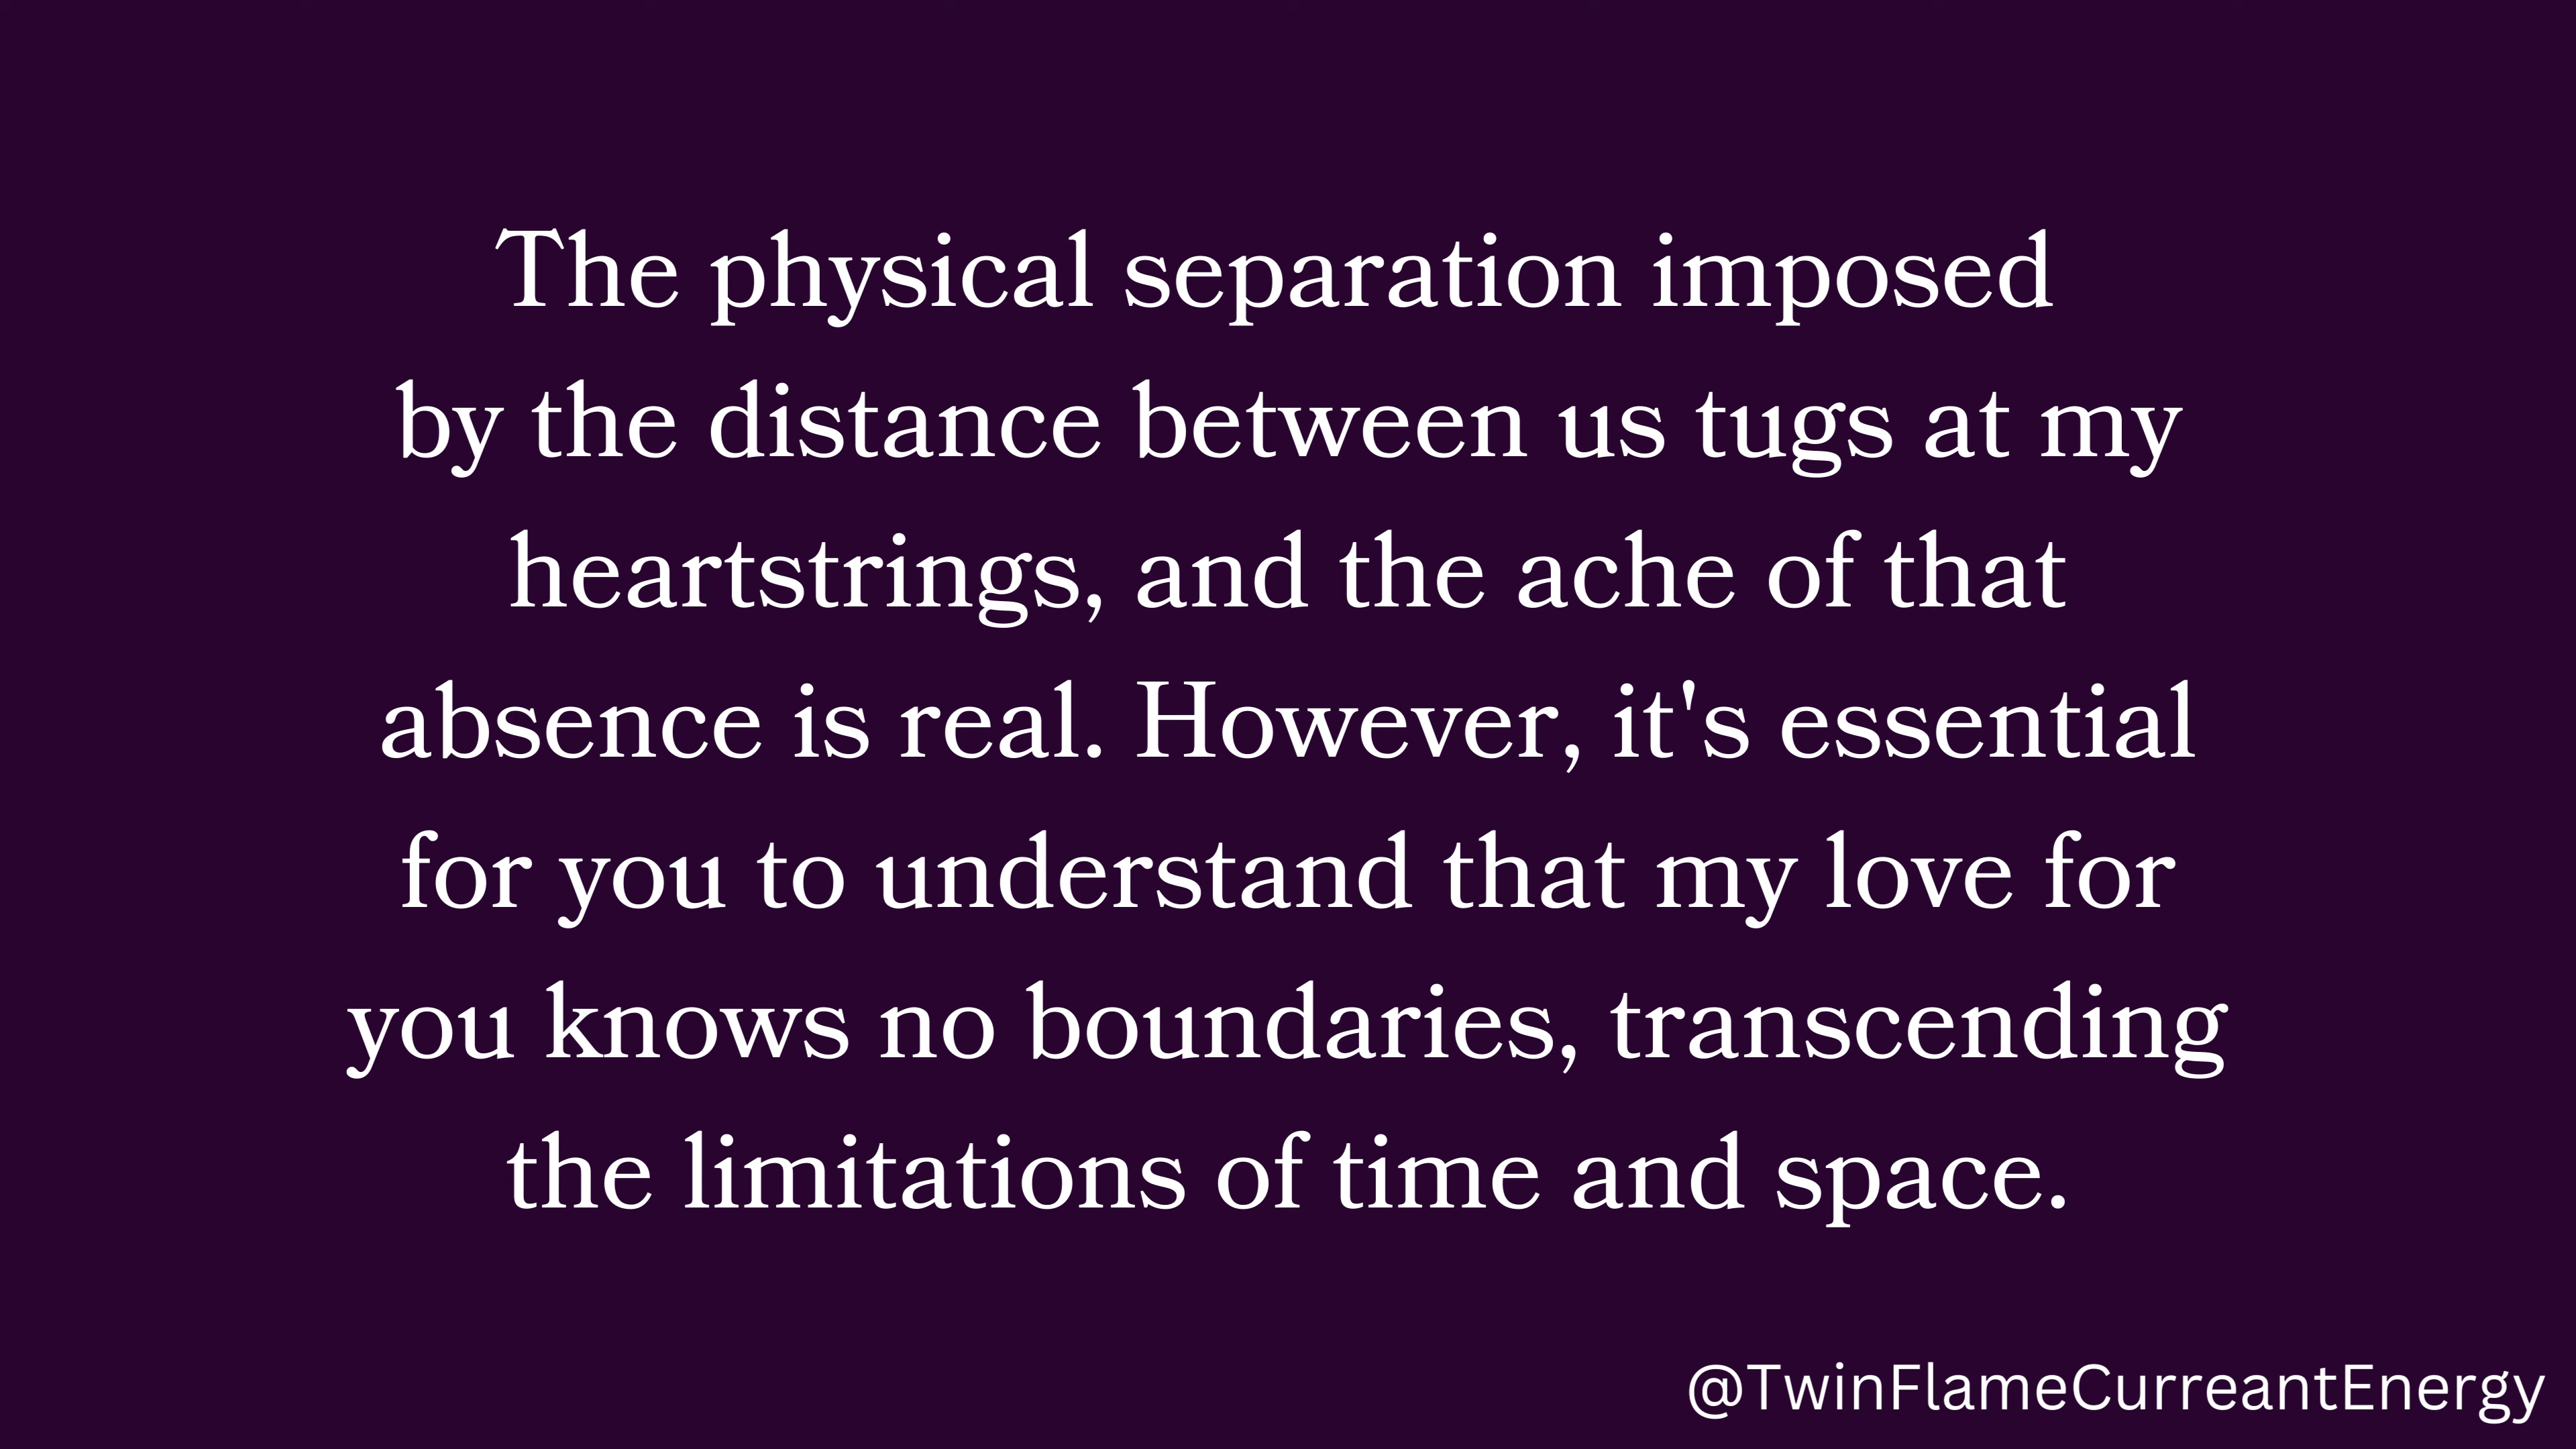 The physical separation imposed
by the distance between us tugs at my
heartstrings, and the ache of that
absence is real. However, it's essential
for you to understand that my love for
you knows no boundaries, transcending
the limitations of time and space.
@TwinFlameCurreantEnergy